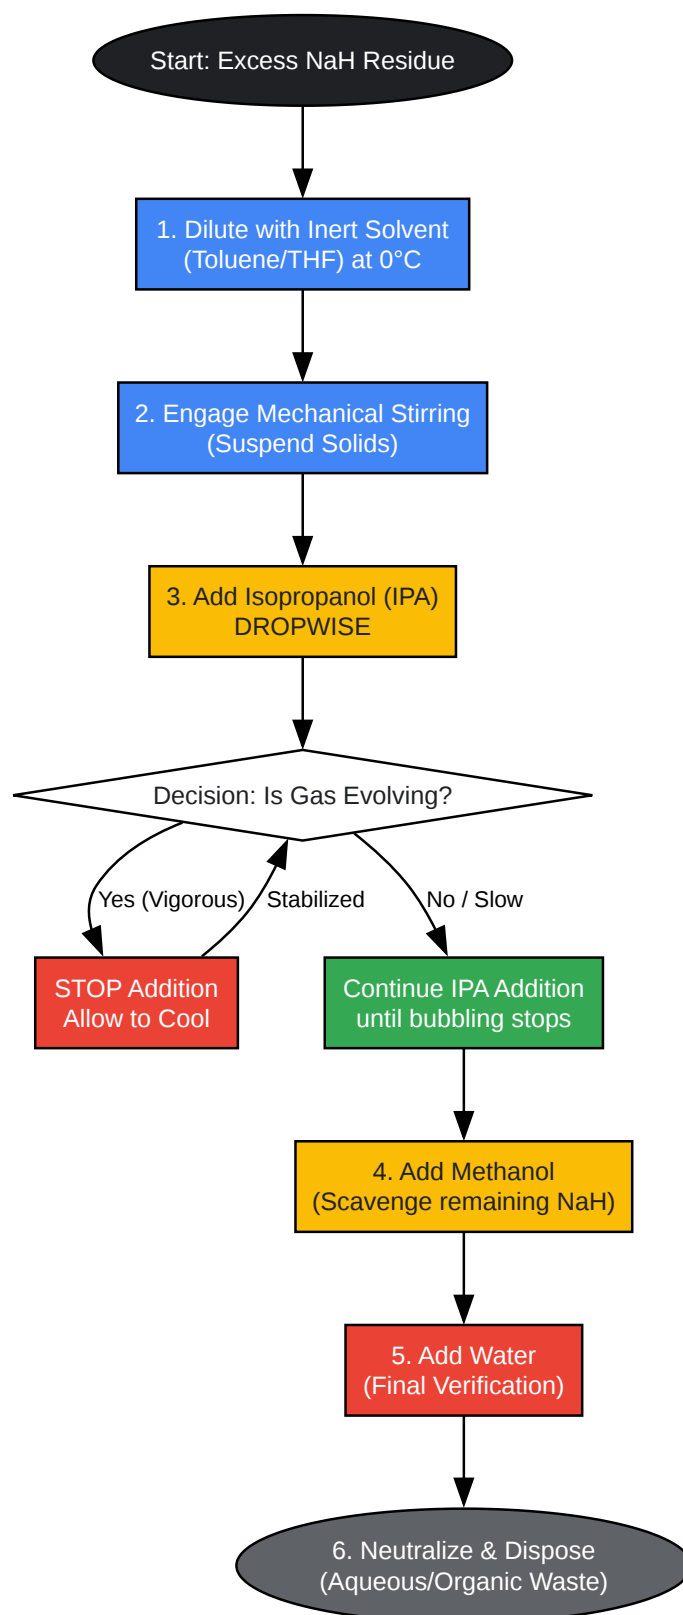 Start: Excess NaH Residue
1. Dilute with Inert Solvent
(Toluene/THF) at 0°C
2. Engage Mechanical Stirring
(Suspend Solids)
3. Add Isopropanol (IPA)
DROPWISE
Decision: Is Gas Evolving?
Yes (Vigorous)
Stabilized
No / Slow
STOP Addition
Allow to Cool
Continue IPA Addition
until bubbling stops
4. Add Methanol
(Scavenge remaining NaH)
5. Add Water
(Final Verification)
6. Neutralize & Dispose
(Aqueous/Organic Waste)